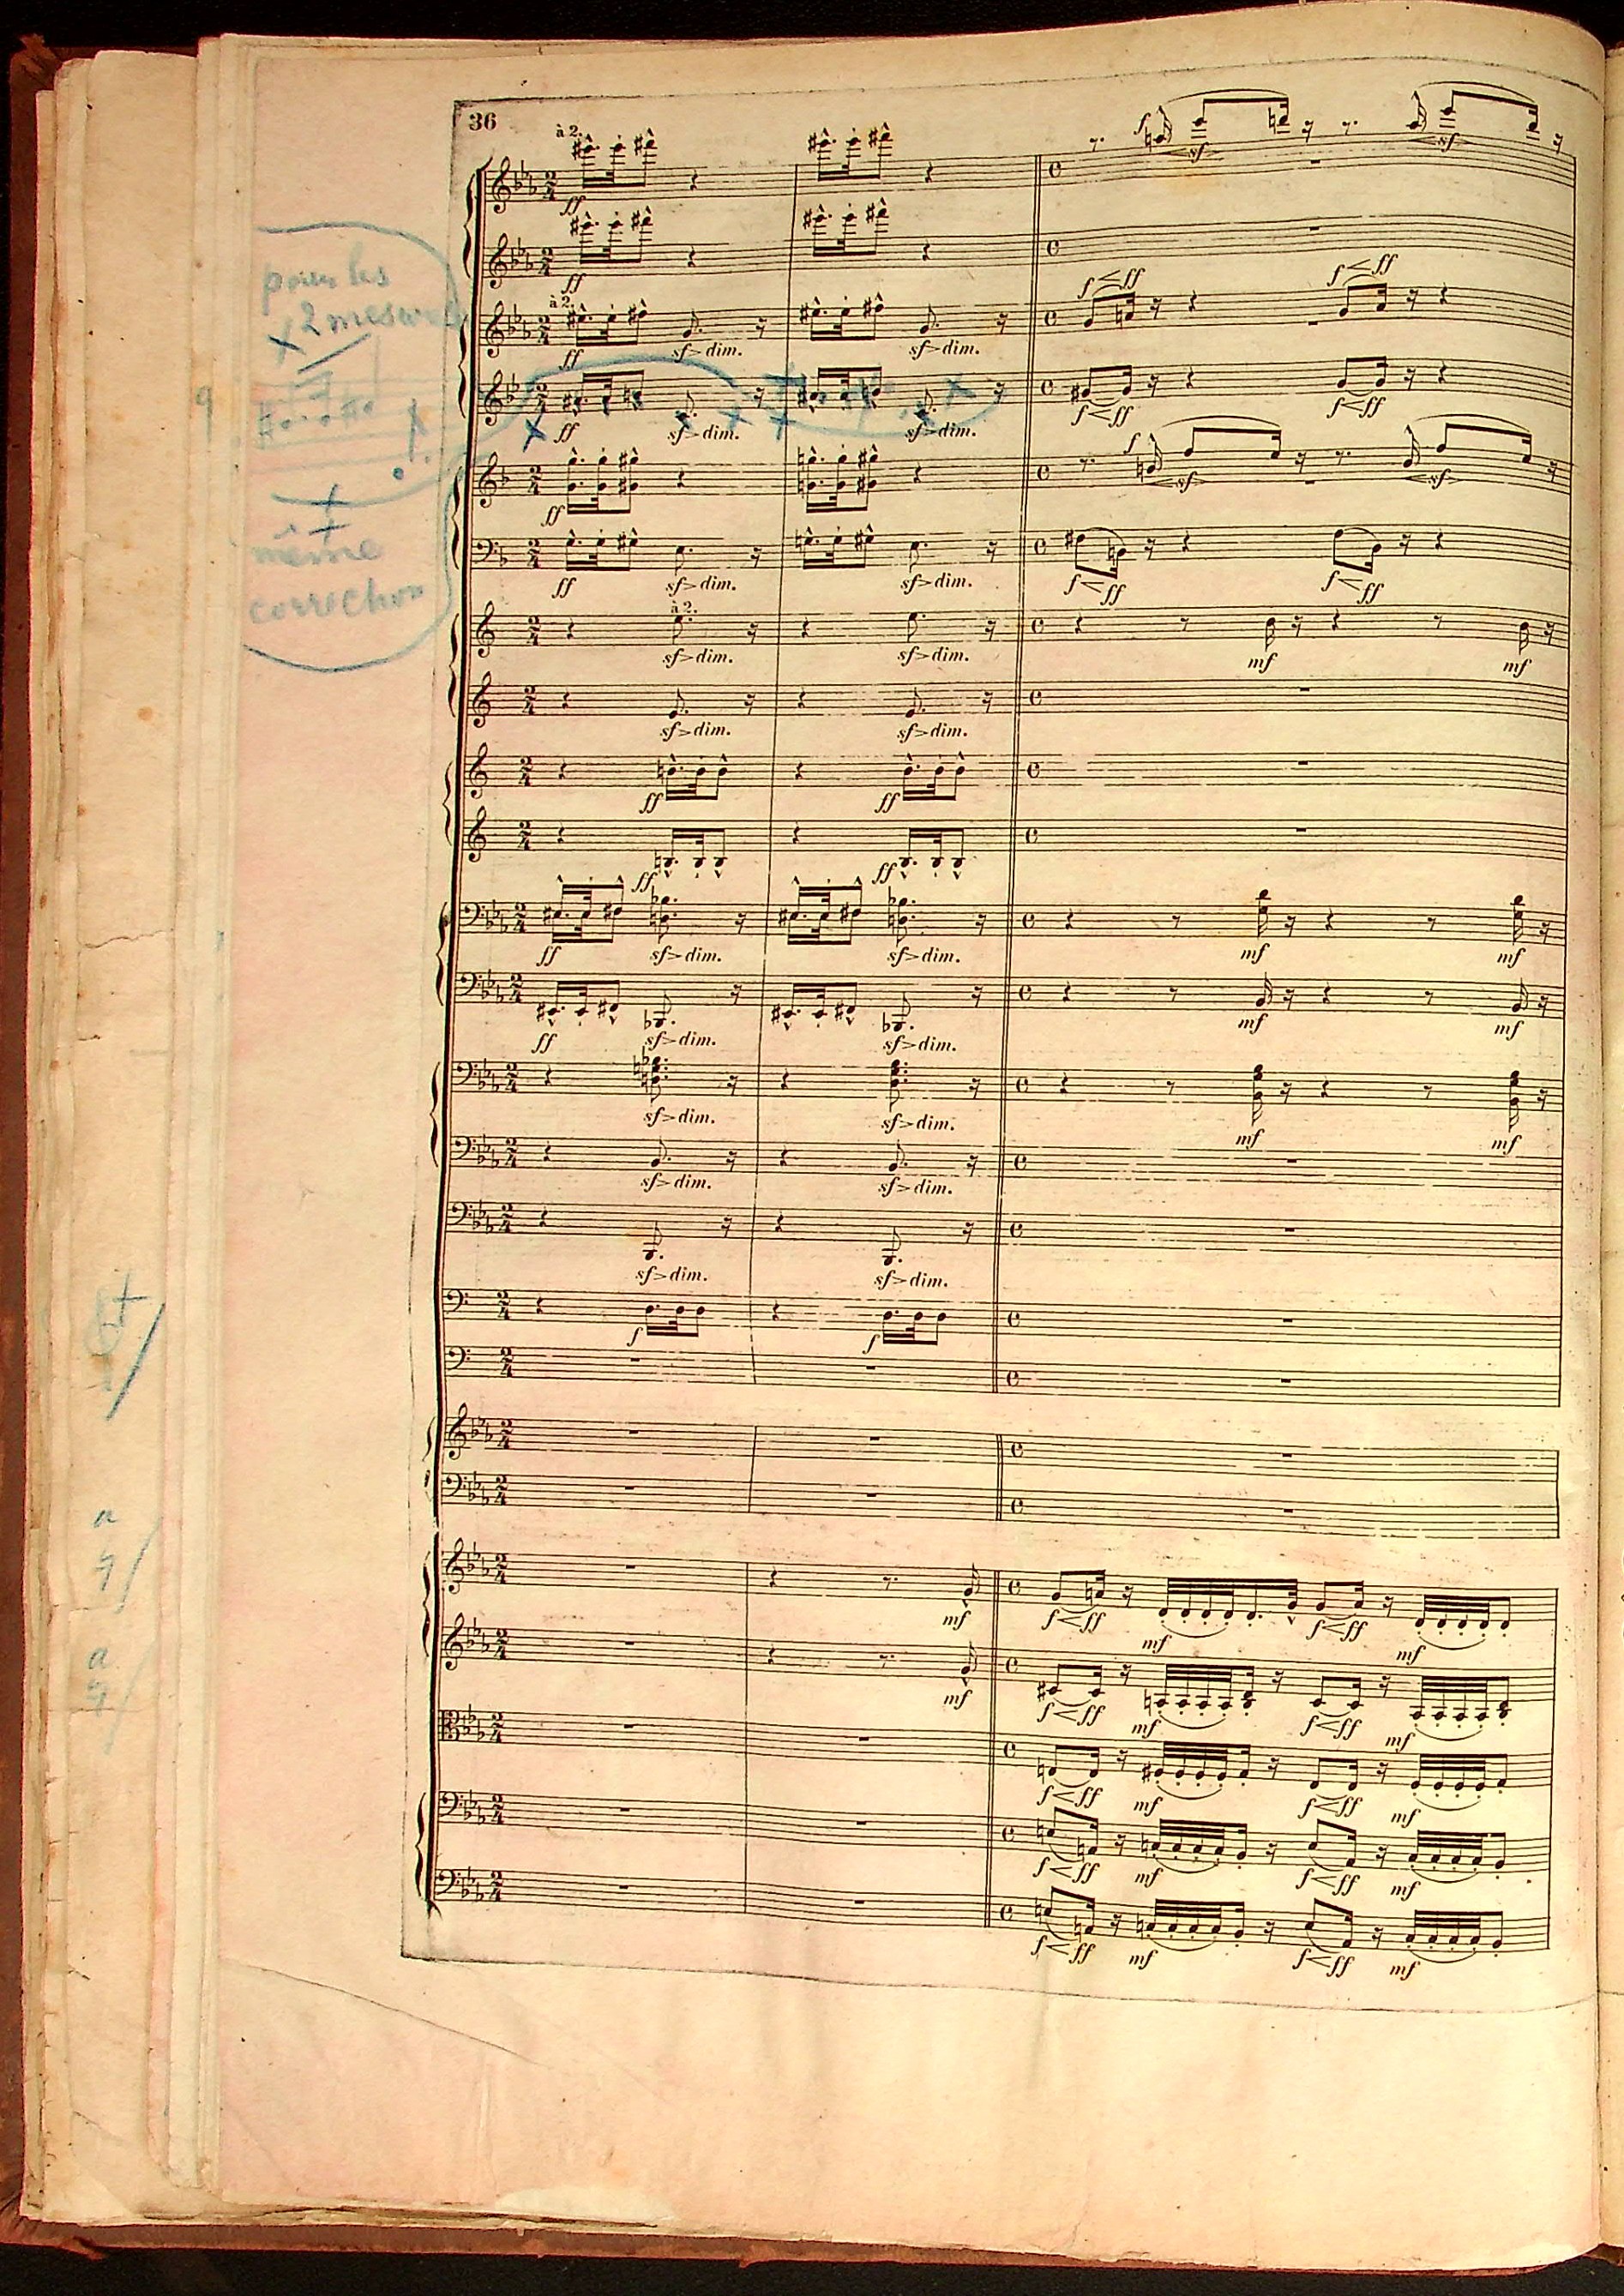 36
à 2.
ff
ff
f sf sf
à 2.
ff sf>dim. sf>dim. f<ff f<ff
pour les
x 2 mesures
ff sf>dim. sf>dim. f<ff f<ff
ff f sf sf
même
correction
ff sf>dim. sf>dim. f<ff f<ff
à 2.
sf>dim. sf>dim. mf mf
sf>dim. sf>dim.
ff ff
ff ff
ff sf>dim. sf>dim. mf mf
ff sf>dim. sf>dim. mf mf
sf>dim. sf>dim. mf mf
sf>dim. sf>dim.
sf>dim. sf>dim.
f f
mf f<ff mf f<ff mf
mf f<ff mf f<ff mf
f<ff mf f<ff mf
f<ff mf f<ff mf
f<ff mf f<ff mf